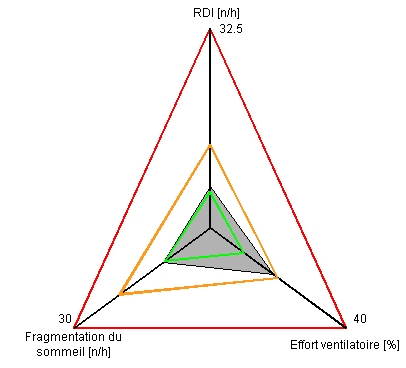 RDI [n/h]
32.5
30
40
Fragmentation du
sommeil [n/h]
Effort ventilatoire [%]